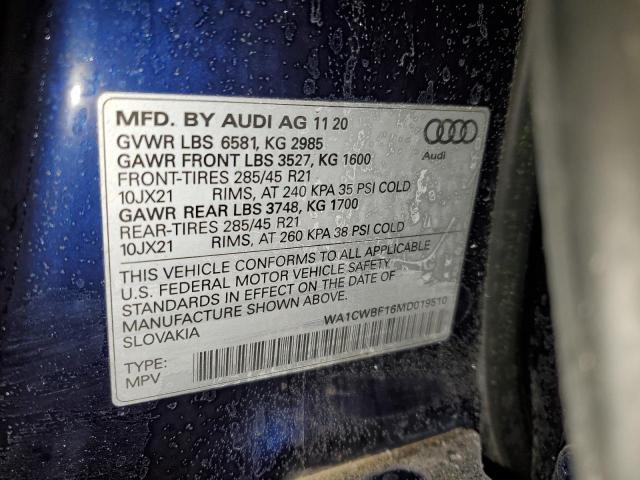 MFD. BY AUDI AG 11 20
GVWR LBS 6581, KG 2985
GAWR FRONT LBS 3527, KG 1600
FRONT-TIRES 285/45 R21
10JX21 RIMS, AT 240 KPA 35 PSI COLD
GAWR REAR LBS 3748, KG 1700
REAR-TIRES 285/45 R21
10JX21 RIMS, AT 260 KPA 38 PSI COLD
Audi
THIS VEHICLE CONFORMS TO ALL APPLICABLE
U.S. FEDERAL MOTOR VEHICLE SAFETY
STANDARDS IN EFFECT ON THE DATE OF
MANUFACTURE SHOWN ABOVE.
SLOVAKIA
WA1CWBF16MD019510
TYPE:
MPV